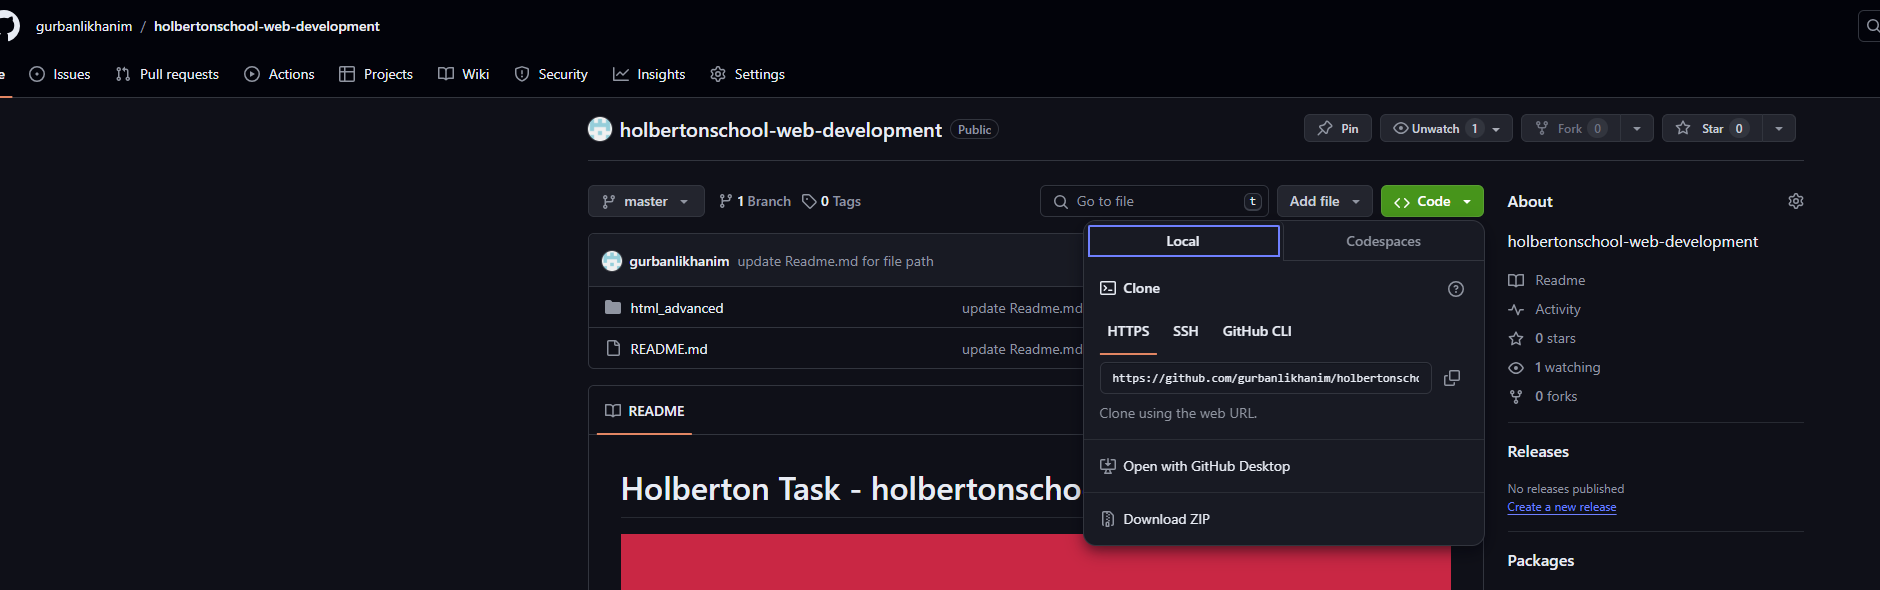 gurbanlikhanim / holbertonschool-web-development
Issues Pull requests Actions Projects Wiki Security Insights Settings
holbertonschool-web-development Public
Pin Unwatch 1 Fork 0 Star 0
master 1 Branch 0 Tags Go to file t Add file Code
About
Local Codespaces
holbertonschool-web-development
gurbanlikhanim update Readme.md for file path
Clone
Readme
html_advanced update Readme.md
Activity
HTTPS SSH GitHub CLI
0 stars
README.md update Readme.md
1 watching
https://github.com/gurbanlikhanim/holbertonscho
0 forks
README
Clone using the web URL.
Releases
Open with GitHub Desktop
Holberton Task - holbertonscho
No releases published
Create a new release
Download ZIP
Packages